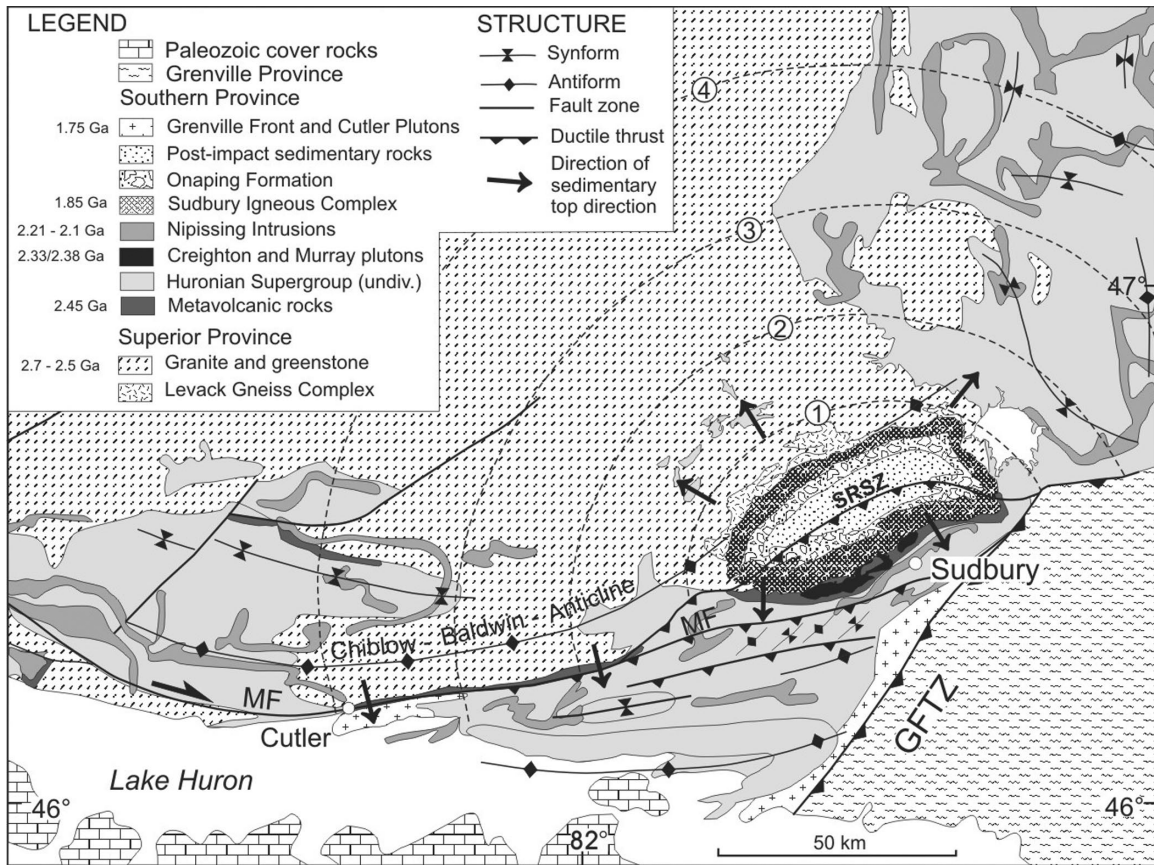 LEGEND
Paleozoic cover rocks
Grenville Province
Southern Province
1.75 Ga Grenville Front and Cutler Plutons
Post-impact sedimentary rocks
Onaping Formation
1.85 Ga Sudbury Igneous Complex
2.21 - 2.1 Ga Nipissing Intrusions
2.33/2.38 Ga Creighton and Murray plutons
Huronian Supergroup (undiv.)
2.45 Ga Metavolcanic rocks
Superior Province
2.7 - 2.5 Ga Granite and greenstone
Levack Gneiss Complex
STRUCTURE
Synform
Antiform
Fault zone
Ductile thrust
Direction of
sedimentary
top direction
4
3
2
1
47°
SRSZ
Sudbury
MF
Chiblow Baldwin Anticline
MF
Cutler
GFTZ
Lake Huron
46°
82°
46°
50 km